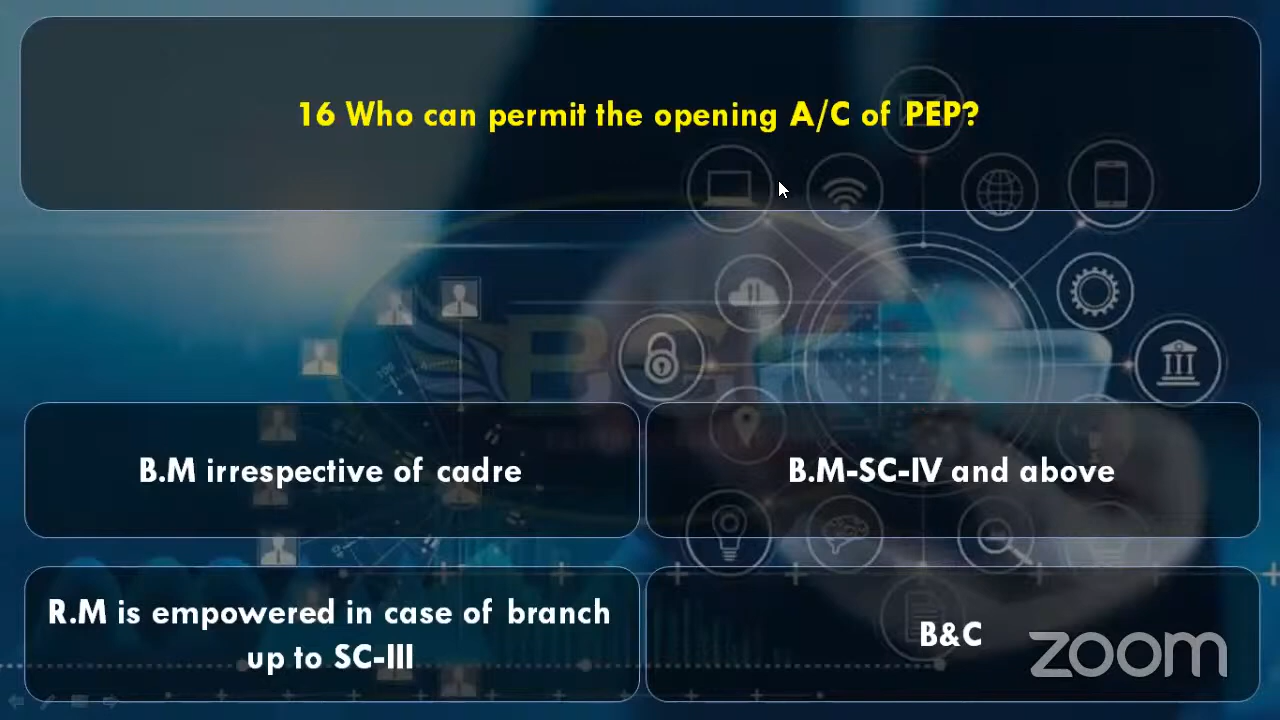 16 Who can permit the opening A/C of PEP?
B.M irrespective of cadre
B.M-SC-IV and above
R.M is empowered in case of branch
up to SC-III
B&C
zoom